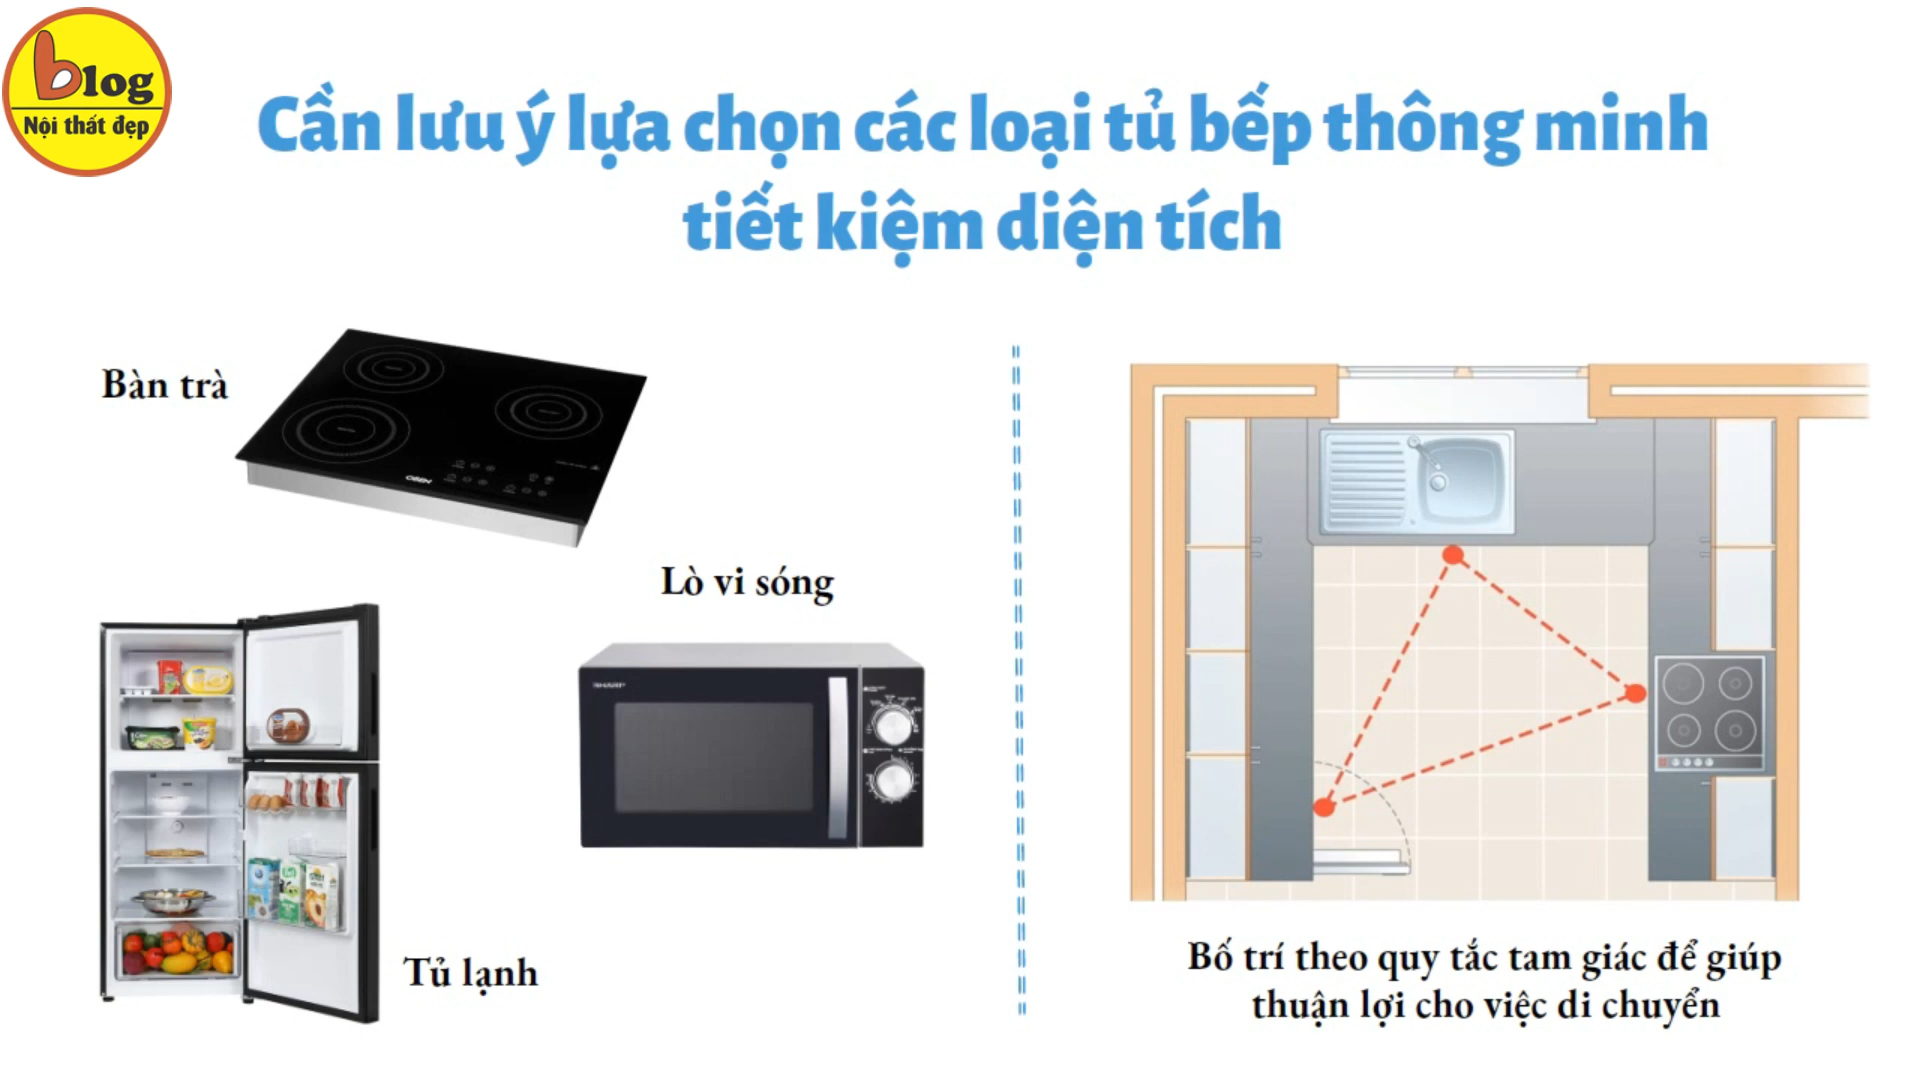 blog
Nội thất đẹp
Cần lưu ý lựa chọn các loại tủ bếp thông minh
tiết kiệm diện tích
Bàn trà
Lò vi sóng
SHARP
Tủ lạnh
Bố trí theo quy tắc tam giác để giúp
thuận lợi cho việc di chuyển